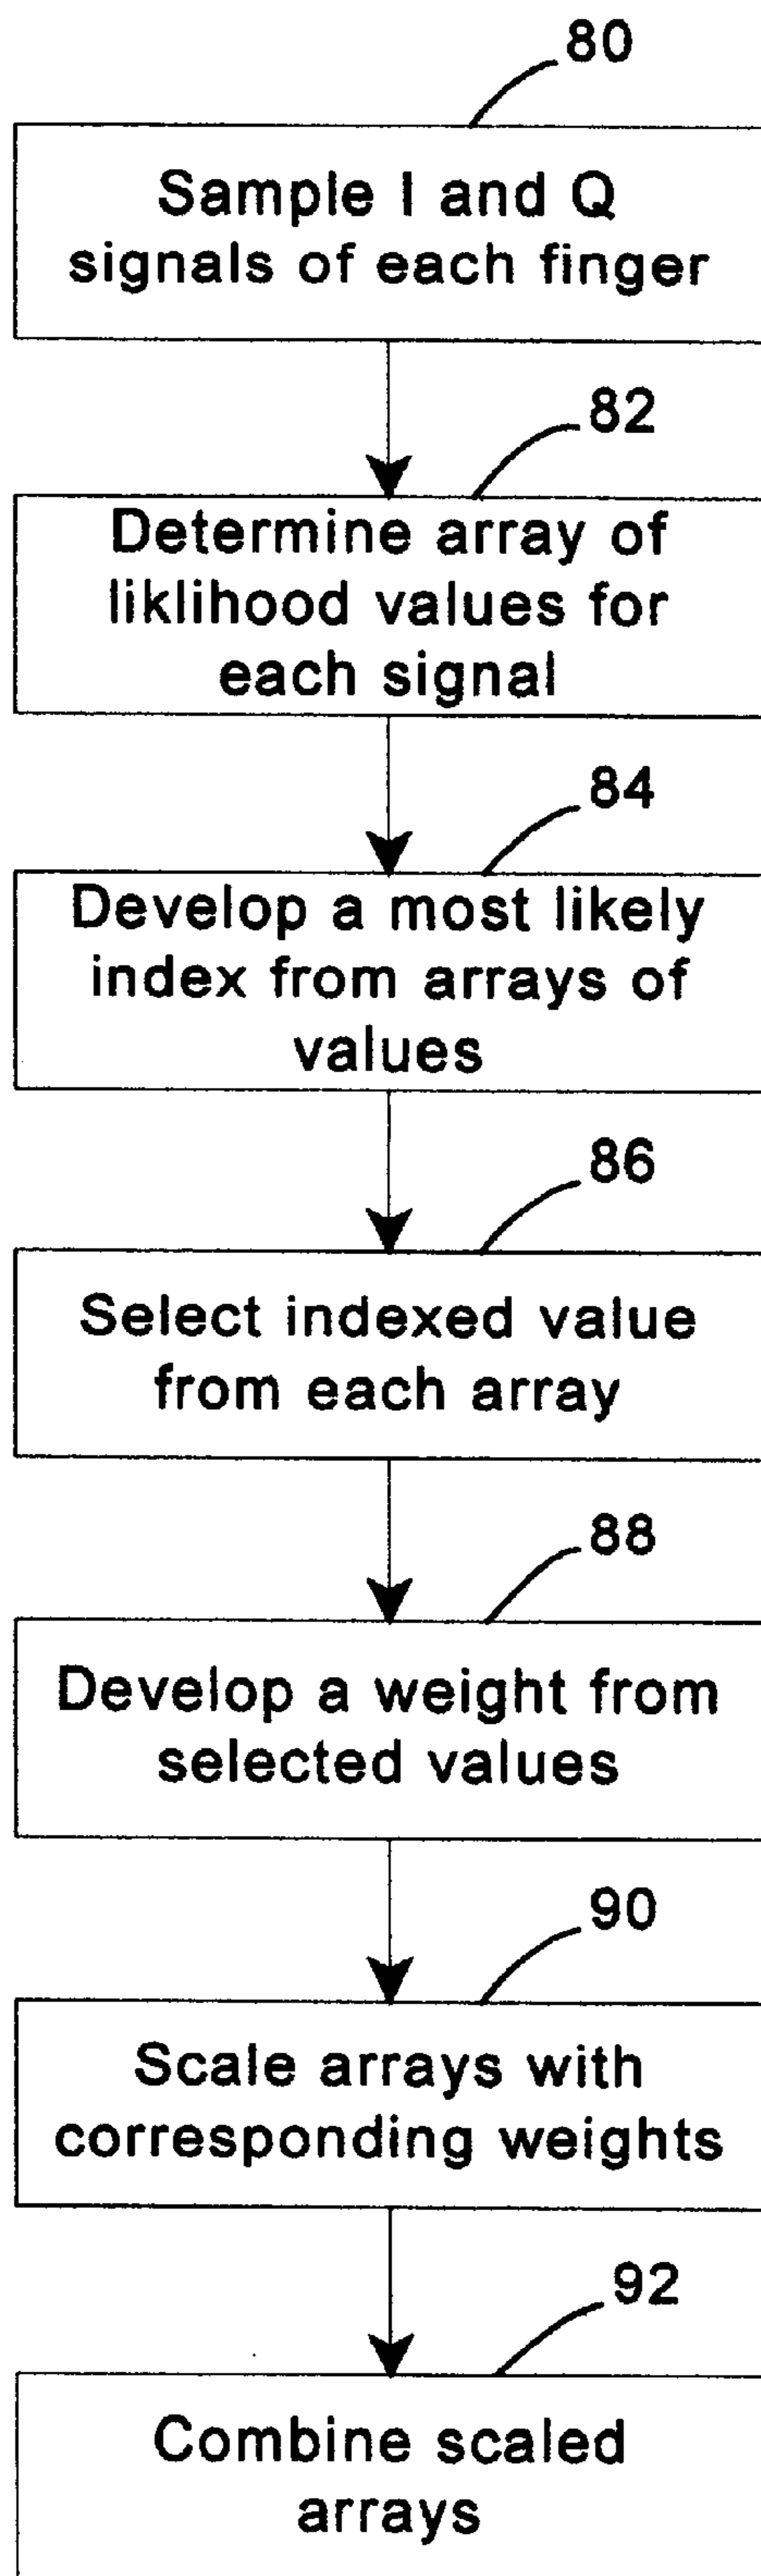 80
Sample I and Q
signals of each finger
82
Determine array of
liklihood values for
each signal
84
Develop a most likely
index from arrays of
values
86
Select indexed value
from each array
88
Develop a weight from
selected values
90
Scale arrays with
corresponding weights
92
Combine scaled
arrays